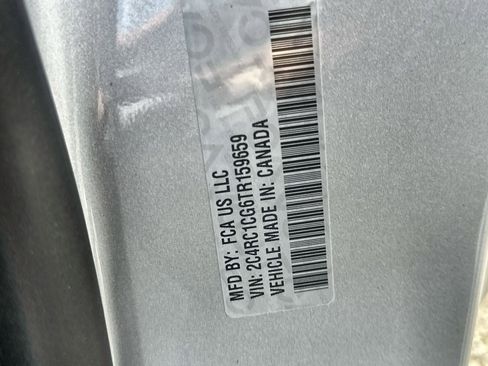 MFD BY: FCA US LLC
VIN: 2C4RC1CG6TR159659
VEHICLE MADE IN: CANADA